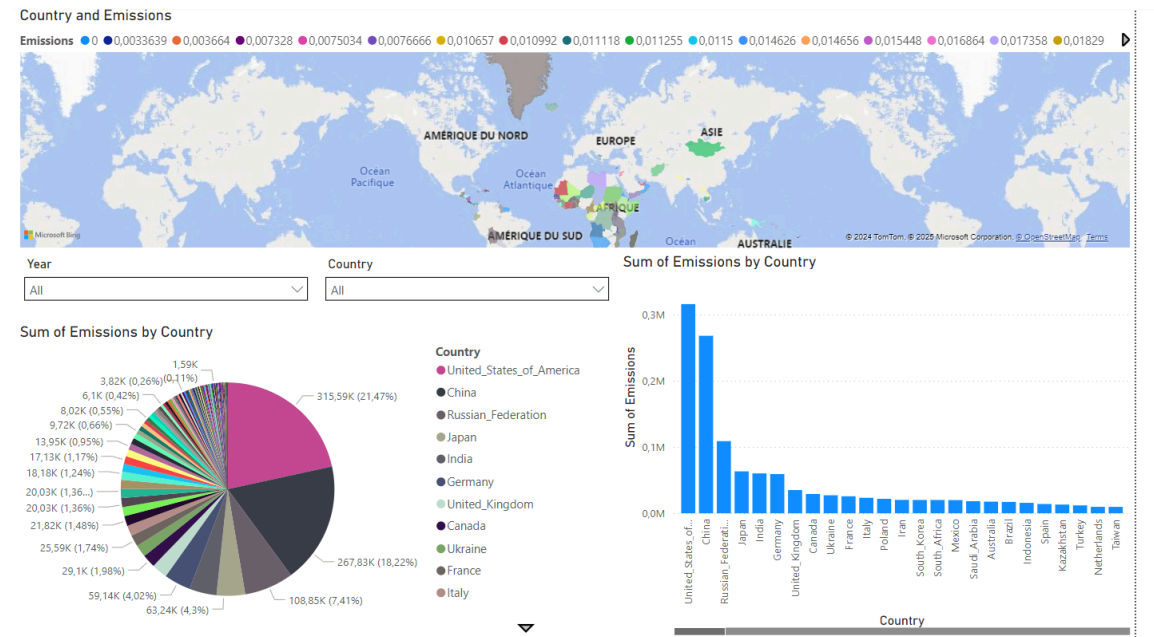 Country and Emissions
Emissions 0 0,0033639 0,003664 0,007328 0,0075034 0,0076666 0,010657 0,010992 0,011118 0,011255 0,0115 0,014626 0,014656 0,015448 0,016864 0,017358 0,01829
AMÉRIQUE DU NORD
EUROPE
ASIE
Océan
Pacifique
Océan
Atlantique
AFRIQUE
AMÉRIQUE DU SUD
Océan
AUSTRALIE
Microsoft Bing
© 2024 TomTom, © 2025 Microsoft Corporation, © OpenStreetMap Terms
Year
All
Country
All
Sum of Emissions by Country
1,59K
(0,11%)
3,82K (0,26%)
6,1K (0,42%)
8,02K (0,55%)
9,72K (0,66%)
13,95K (0,95%)
17,13K (1,17%)
18,18K (1,24%)
20,03K (1,36...)
20,03K (1,36%)
21,82K (1,48%)
25,59K (1,74%)
29,1K (1,98%)
59,14K (4,02%)
63,24K (4,3%)
108,85K (7,41%)
267,83K (18,22%)
315,59K (21,47%)
Country
United_States_of_America
China
Russian_Federation
Japan
India
Germany
United_Kingdom
Canada
Ukraine
France
Italy
Sum of Emissions by Country
Sum of Emissions
0,3M
0,2M
0,1M
0,0M
United_States_of...
China
Russian_Federati...
Japan
India
Germany
United_Kingdom
Canada
Ukraine
France
Italy
Poland
Iran
South_Korea
South_Africa
Mexico
Saudi_Arabia
Australia
Brazil
Indonesia
Spain
Kazakhstan
Turkey
Netherlands
Taiwan
Country